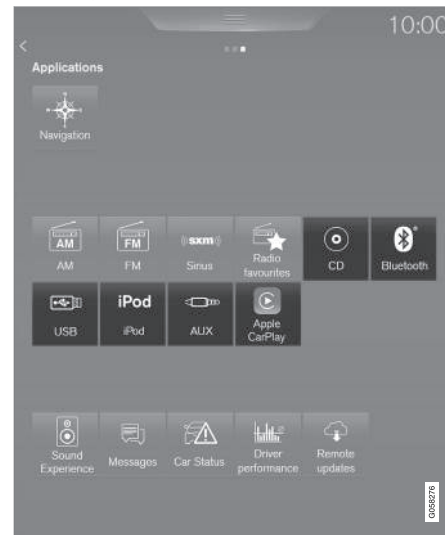 10:00
Applications
Navigation
AM FM sxm iPod
AM FM Sirius Radio favourites CD Bluetooth
USB iPod AUX Apple CarPlay
Sound Experience Messages Car Status Driver performance Remote updates
G058276